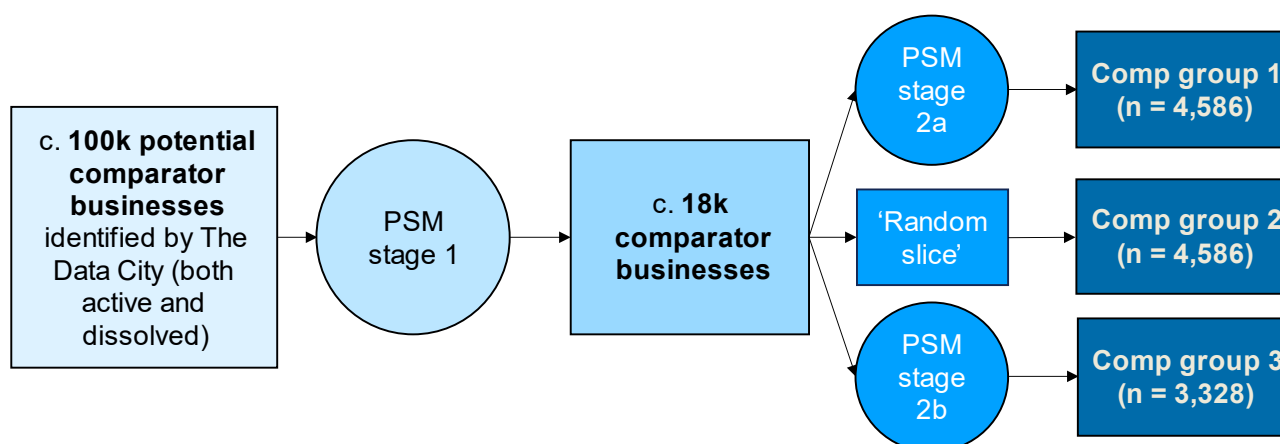 c. 100k potential
comparator
businesses
identified by The
Data City (both
active and
dissolved)
PSM
stage 1
c. 18k
comparator
businesses
PSM
stage
2a
Comp group 1
(n = 4,586)
‘Random
slice’
Comp group 2
(n = 4,586)
PSM
stage
2b
Comp group 3
(n = 3,328)